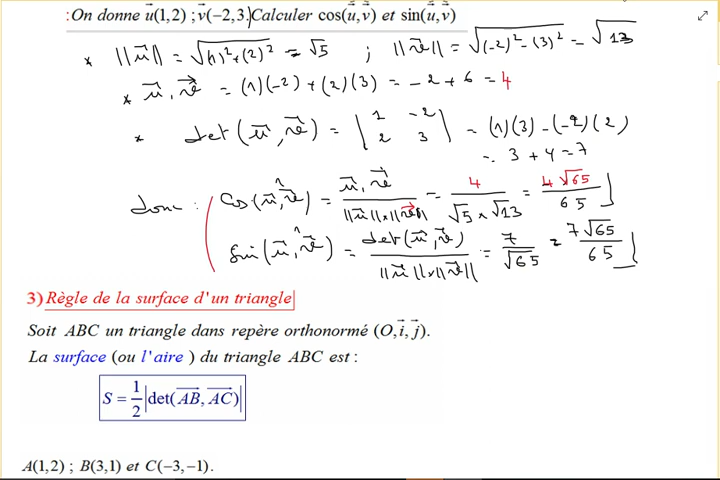 :On donne u⃗(1,2) ; v⃗(−2,3.Calculer cos(u⃗,v⃗) et sin(u⃗,v⃗)
* ||u⃗|| = √((1)²+(2)²) = √5 ; ||v⃗|| = √((-2)² - (3)²) = √13
* u⃗ . v⃗ = (1)(-2) + (2)(3) = -2 + 6 = 4
* det(u⃗, v⃗) = | 1 -2 ; 2 3 | = (1)(3) - (-2)(2)
= 3 + 4 = 7
donc : Cos(u⃗,v⃗) = u⃗ . v⃗ / ||u⃗|| x ||v⃗|| = 4 / √5 x √13 = 4√65 / 65
Sin(u⃗,v⃗) = det(u⃗,v⃗) / ||u⃗|| x ||v⃗|| = 7 / √65 = 7√65 / 65
3) Règle de la surface d'un triangle
Soit ABC un triangle dans repère orthonormé (O,i⃗,j⃗).
La surface (ou l'aire ) du triangle ABC est :
S = 1/2 |det(AB⃗, AC⃗)|
A(1,2) ; B(3,1) et C(−3,−1).